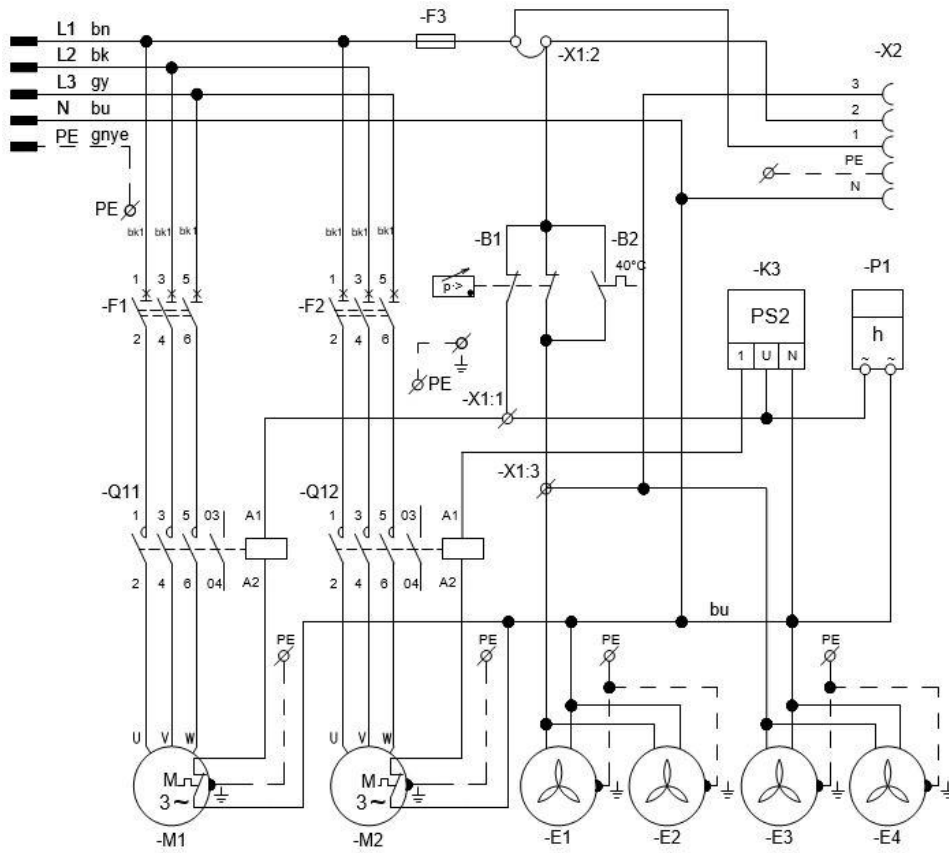 L1 bn
L2 bk
L3 gy
N bu
PE gnye
-F3
-X1:2
-X2
3
2
1
PE
N
PE
bk1 bk1 bk1
bk1 bk1 bk1
-B1
-B2
40°C
p->
-K3
-P1
PS2
h
1 U N
~ ~
1 3 5
-F1
2 4 6
1 3 5
-F2
2 4 6
PE
-X1:1
-X1:3
-Q11
1 3 5 03 A1
2 4 6 04 A2
-Q12
1 3 5 03 A1
2 4 6 04 A2
bu
PE
PE
PE
PE
U V W
M
3 ~
-M1
U V W
M
3 ~
-M2
-E1
-E2
-E3
-E4